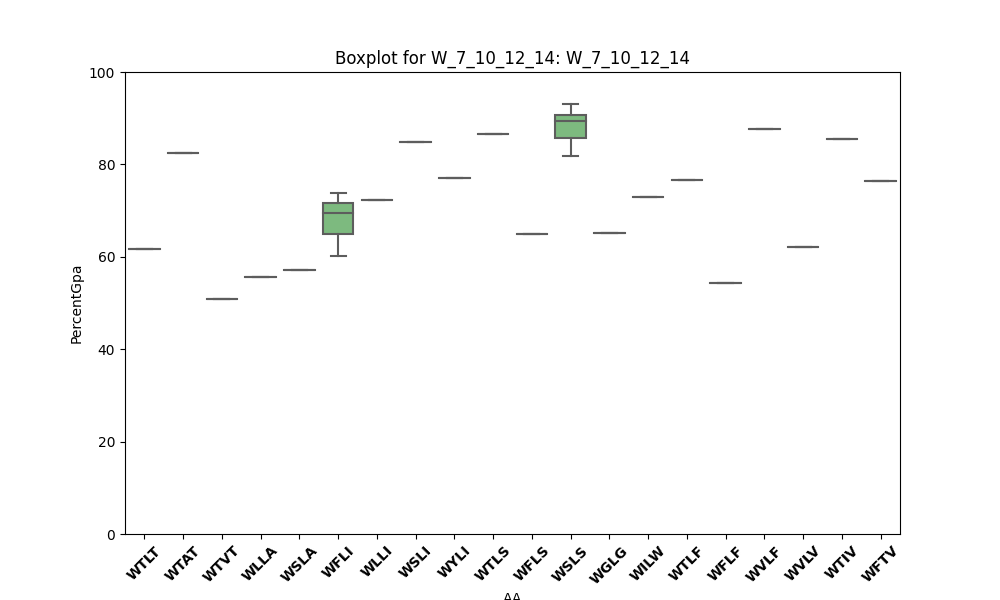 Boxplot for W_7_10_12_14: W_7_10_12_14
PercentGpa
100
80
60
40
20
0
WTLT WTAT WTVT WLLA WSLA WFLI WLLI WSLI WYLI WTLS WFLS WSLS WGLG WILW WTLF WFLF WVLF WVLV WTIV WFTV
AA